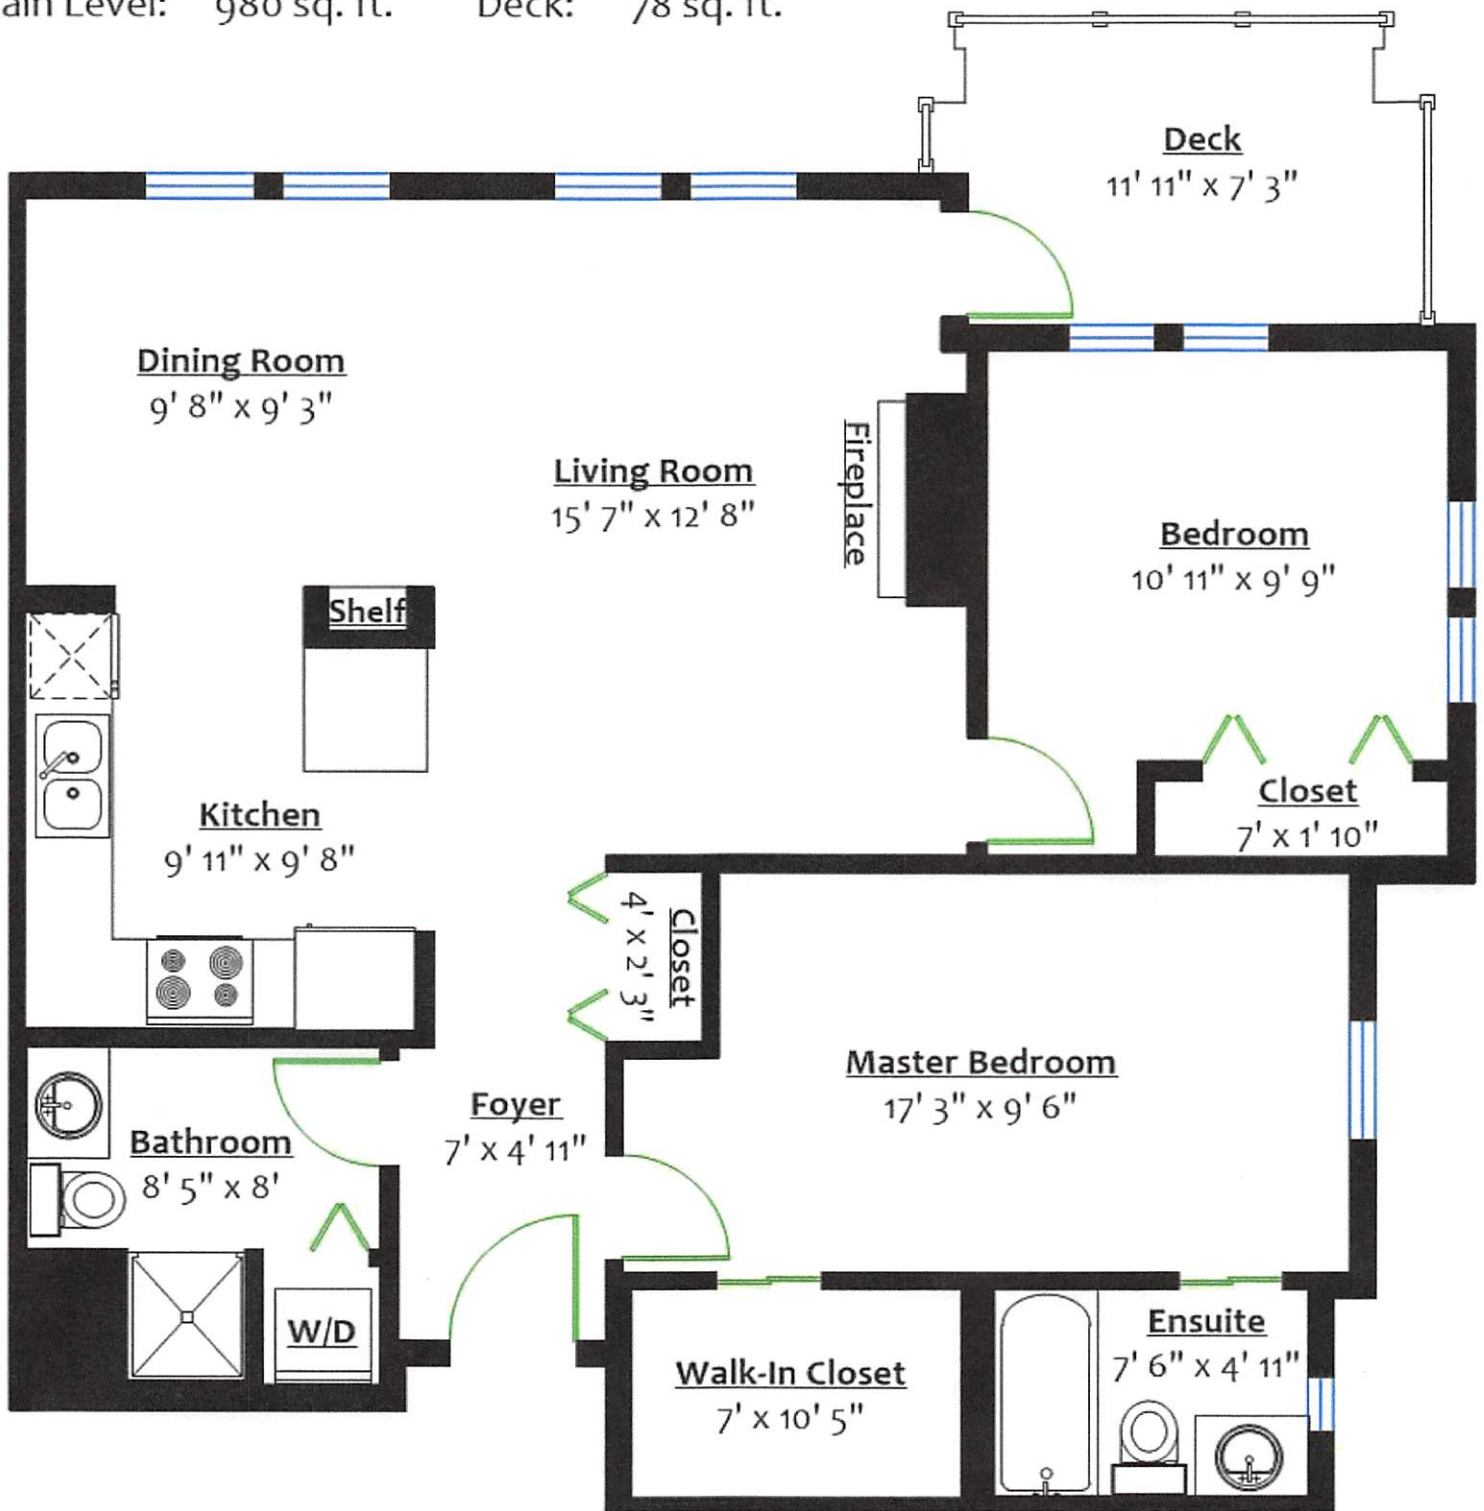 ain Level: 980 sq. ft. Deck: 78 sq. ft.
Deck
11' 11" x 7' 3"
Dining Room
9' 8" x 9' 3"
Living Room
15' 7" x 12' 8"
Fireplace
Bedroom
10' 11" x 9' 9"
Shelf
Closet
7' x 1' 10"
Kitchen
9' 11" x 9' 8"
Closet
4' x 2' 3"
Master Bedroom
17' 3" x 9' 6"
Foyer
7' x 4' 11"
Bathroom
8' 5" x 8'
W/D
Ensuite
7' 6" x 4' 11"
Walk-In Closet
7' x 10' 5"